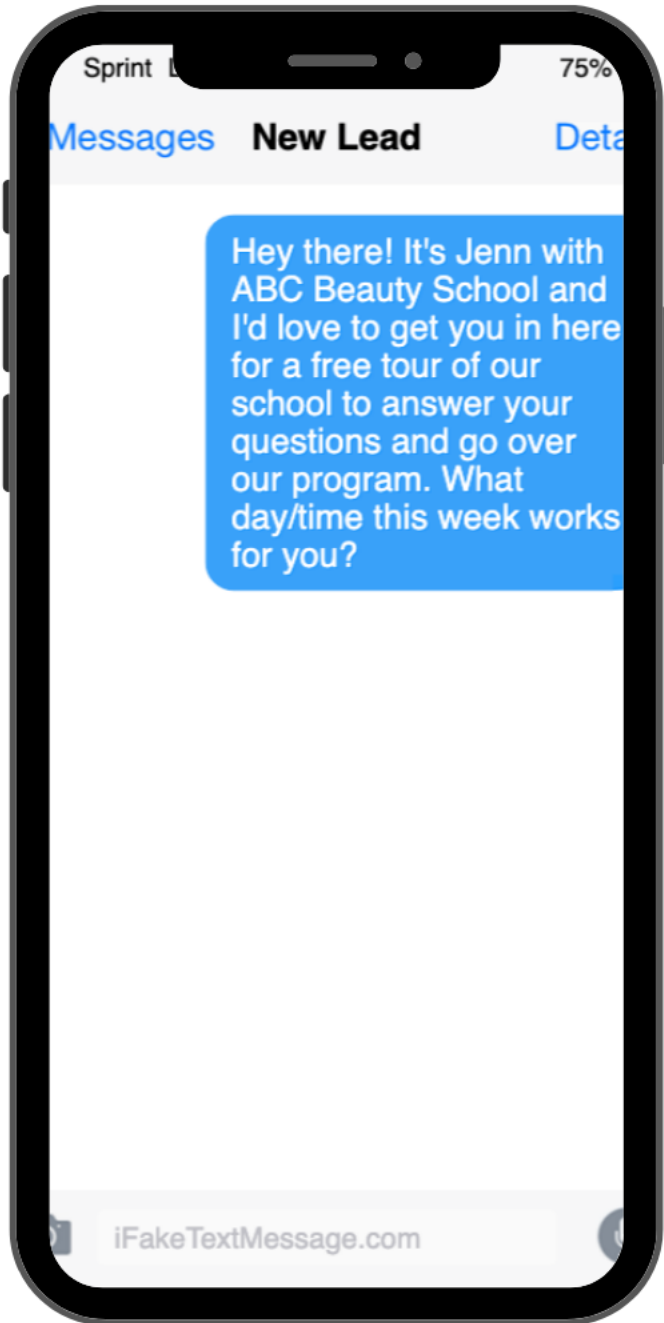 Sprint
75%
Messages New Lead
Hey there! It's Jenn with
ABC Beauty School and
I'd love to get you in here
for a free tour of our
school to answer your
questions and go over
our program. What
day/time this week works
for you?
iFakeTextMessage.com